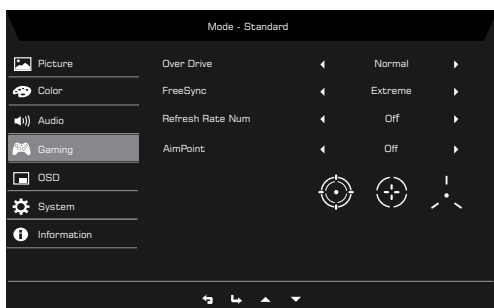 Mode - Standard
Picture
Over Drive Normal
Color
FreeSync Extreme
Audio
Refresh Rate Num Off
Gaming
AimPoint Off
OSD
System
Information